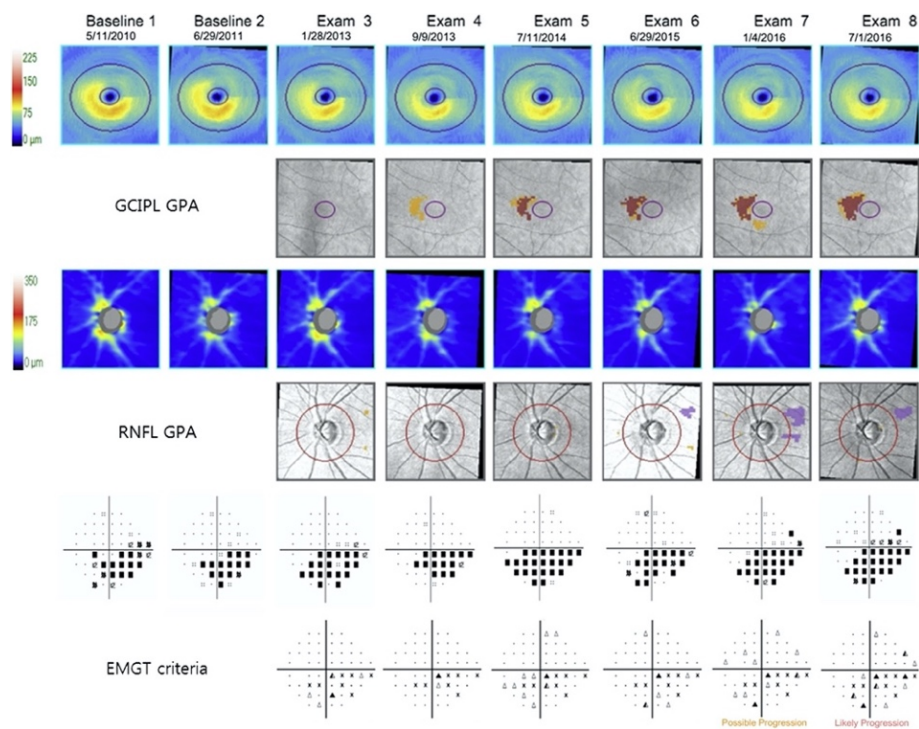 Baseline 1 Baseline 2 Exam 3 Exam 4 Exam 5 Exam 6 Exam 7 Exam 8
5/11/2010 6/29/2011 1/28/2013 9/9/2013 7/11/2014 6/29/2015 1/4/2016 7/1/2016
225
150
75
0 µm
GCIPL GPA
350
175
0 µm
RNFL GPA
EMGT criteria
Possible Progression Likely Progression